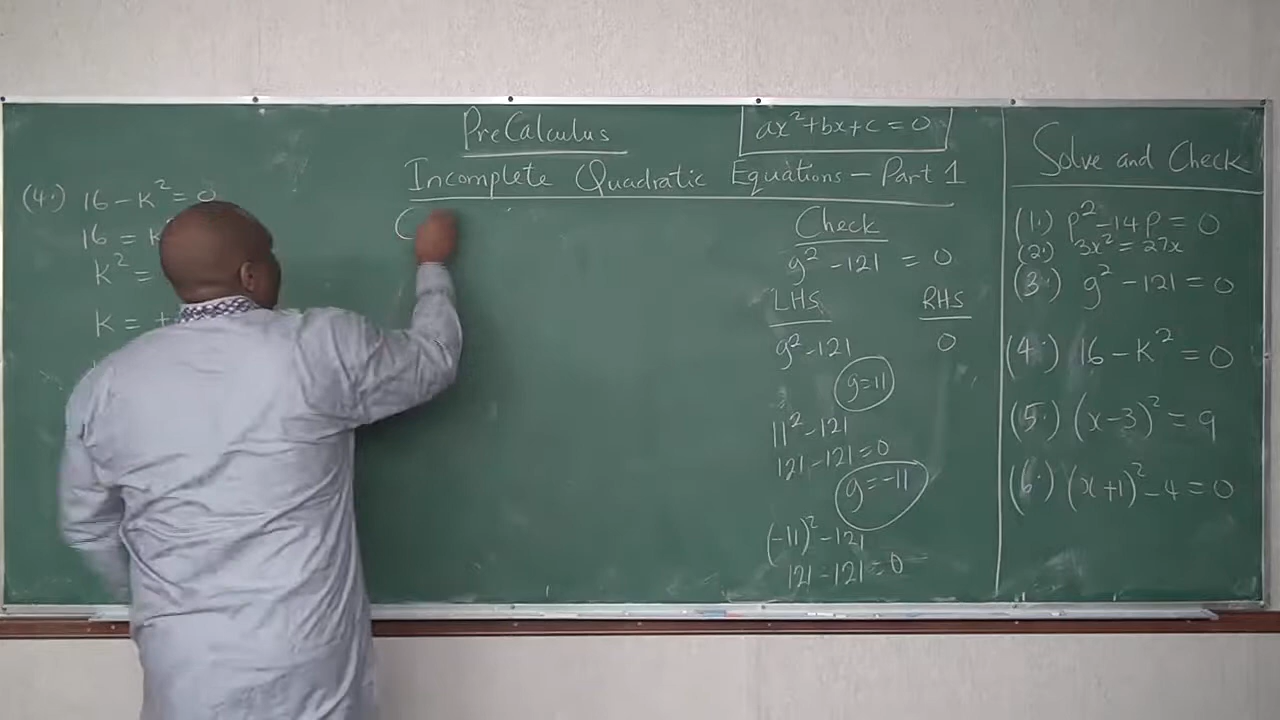 PreCalculus
ax²+bx+c=0
Incomplete Quadratic Equations – Part 1
(4.) 16 – K² = 0
16 = K
K² =
K = +
(
Check
g² – 121 = 0
LHS RHS
g² – 121 0
g=11
11² – 121
121 – 121 = 0
g = –11
(–11)² – 121
121 – 121 = 0
Solve and Check
(1.) p² – 14p = 0
(2.) 3x² = 27x
(3.) g² – 121 = 0
(4.) 16 – K² = 0
(5.) (x–3)² = 9
(6.) (x+1)² – 4 = 0